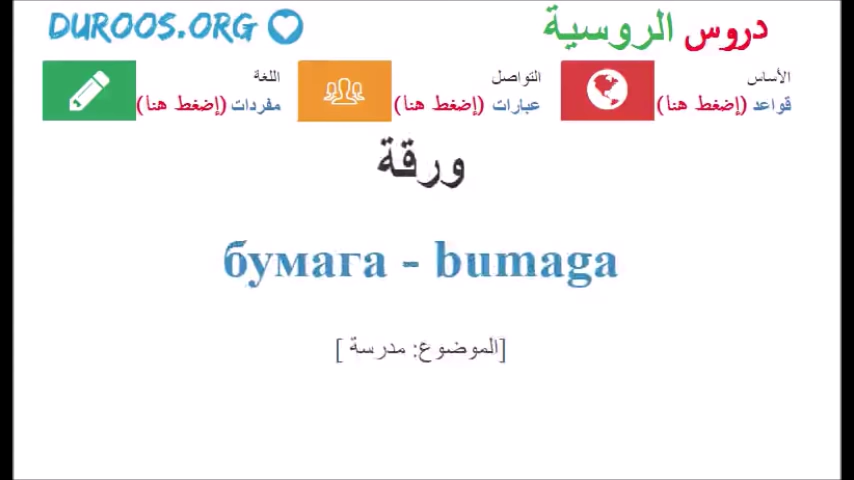 DUROOS.ORG
دروس الروسية
الأساس
قواعد (إضغط هنا)
التواصل
عبارات (إضغط هنا)
اللغة
مفردات (إضغط هنا)
ورقة
бумага - bumaga
[الموضوع: مدرسة ]